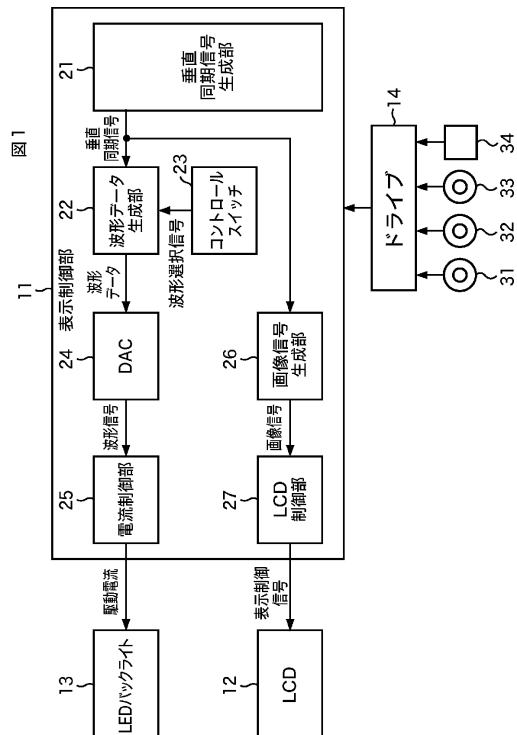 図1
11
表示制御部
21
垂直
同期信号
生成部
垂直
同期信号
22
波形データ
生成部
23
コントロール
スイッチ
波形選択信号
波形
データ
24
DAC
波形信号
25
電流制御部
駆動電流
13
LEDバックライト
26
画像信号
生成部
画像信号
27
LCD
制御部
表示制御
信号
12
LCD
14
ドライブ
31
32
33
34